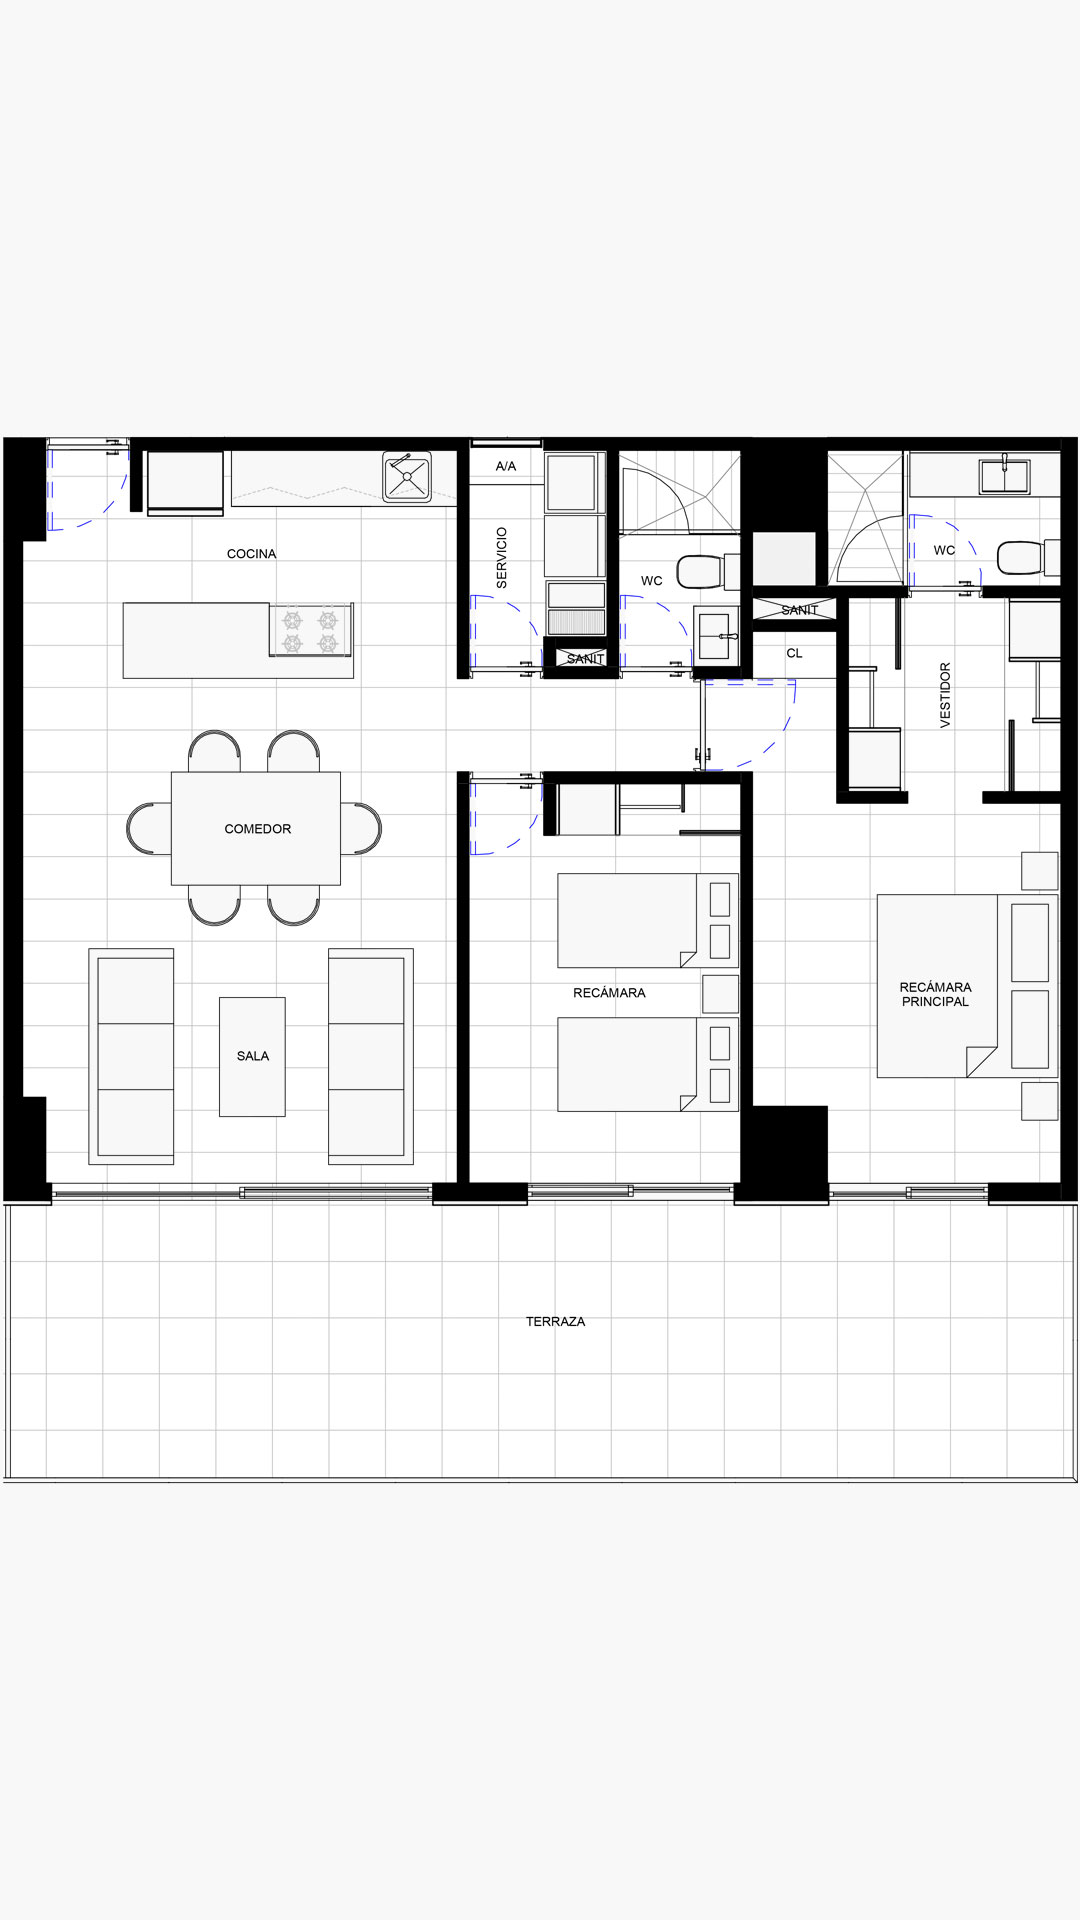 A/A
COCINA
SERVICIO
WC
WC
SANIT
SANIT
CL
VESTIDOR
COMEDOR
RECÁMARA
RECÁMARA
PRINCIPAL
SALA
TERRAZA